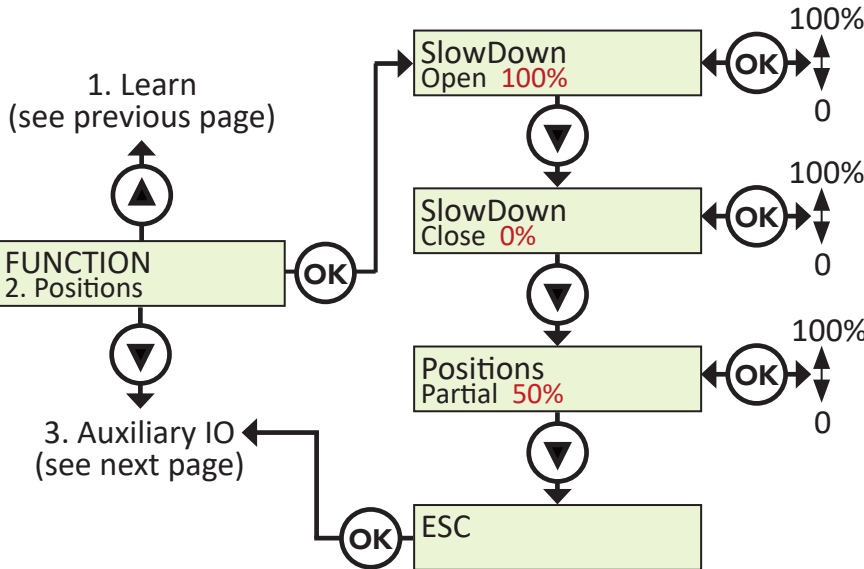 1. Learn
(see previous page)
FUNCTION
2. Positions
OK
3. Auxiliary IO
(see next page)
SlowDown
Open 100%
OK
100%
0
SlowDown
Close 0%
OK
100%
0
Positions
Partial 50%
OK
100%
0
ESC
OK